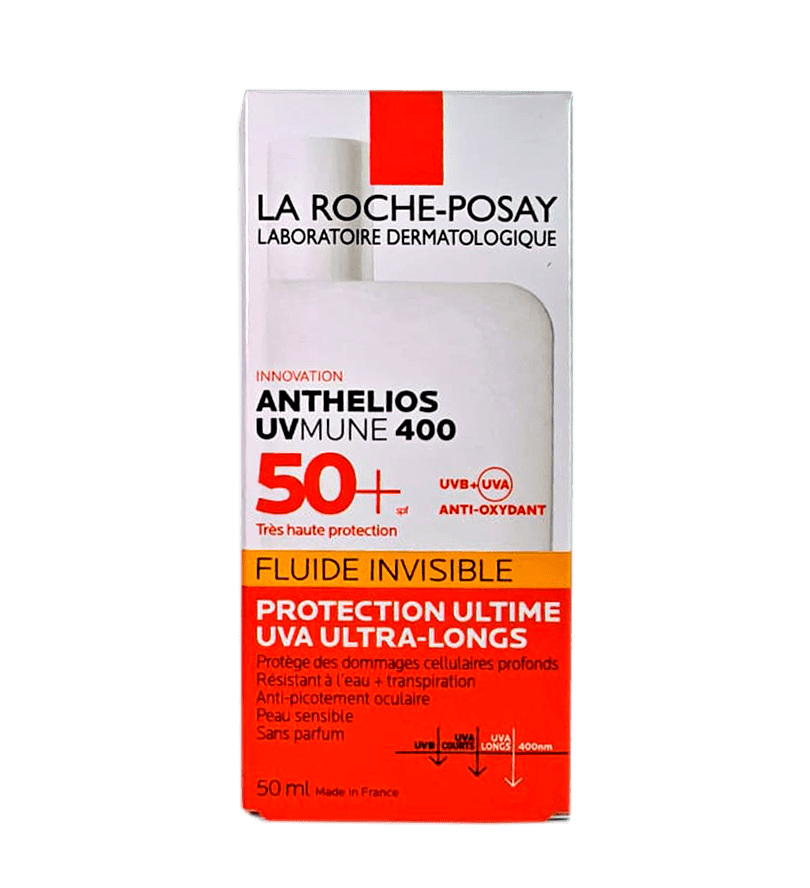 LA ROCHE-POSAY
LABORATOIRE DERMATOLOGIQUE
INNOVATION
ANTHELIOS
UVMUNE 400
50+ spf
UVB+UVA
ANTI-OXYDANT
Très haute protection
FLUIDE INVISIBLE
PROTECTION ULTIME
UVA ULTRA-LONGS
Protège des dommages cellulaires profonds
Résistant à l'eau + transpiration
Anti-picotement oculaire
Peau sensible
Sans parfum
UVB UVA COURTS UVA LONGS 400nm
50 ml Made in France